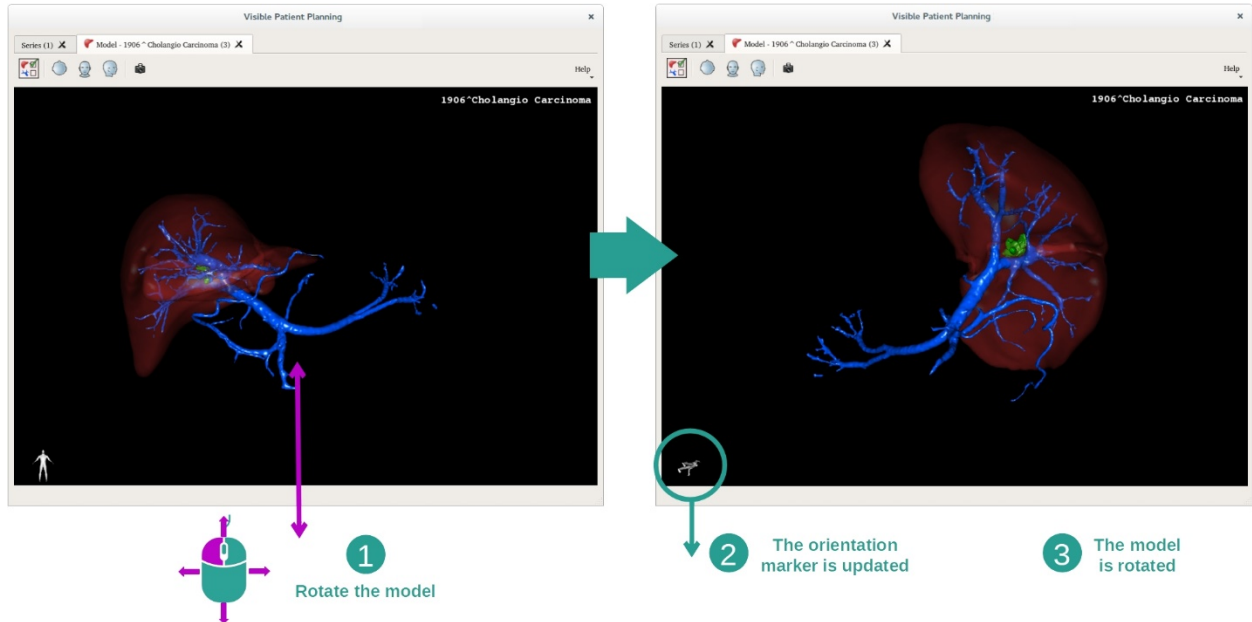 Visible Patient Planning
Series (1)
Model - 1906 ^ Cholangio Carcinoma (3)
Help
1906^Cholangio Carcinoma
Visible Patient Planning
Series (1)
Model - 1906 ^ Cholangio Carcinoma (3)
Help
1906^Cholangio Carcinoma
1
Rotate the model
2
The orientation
marker is updated
3
The model
is rotated